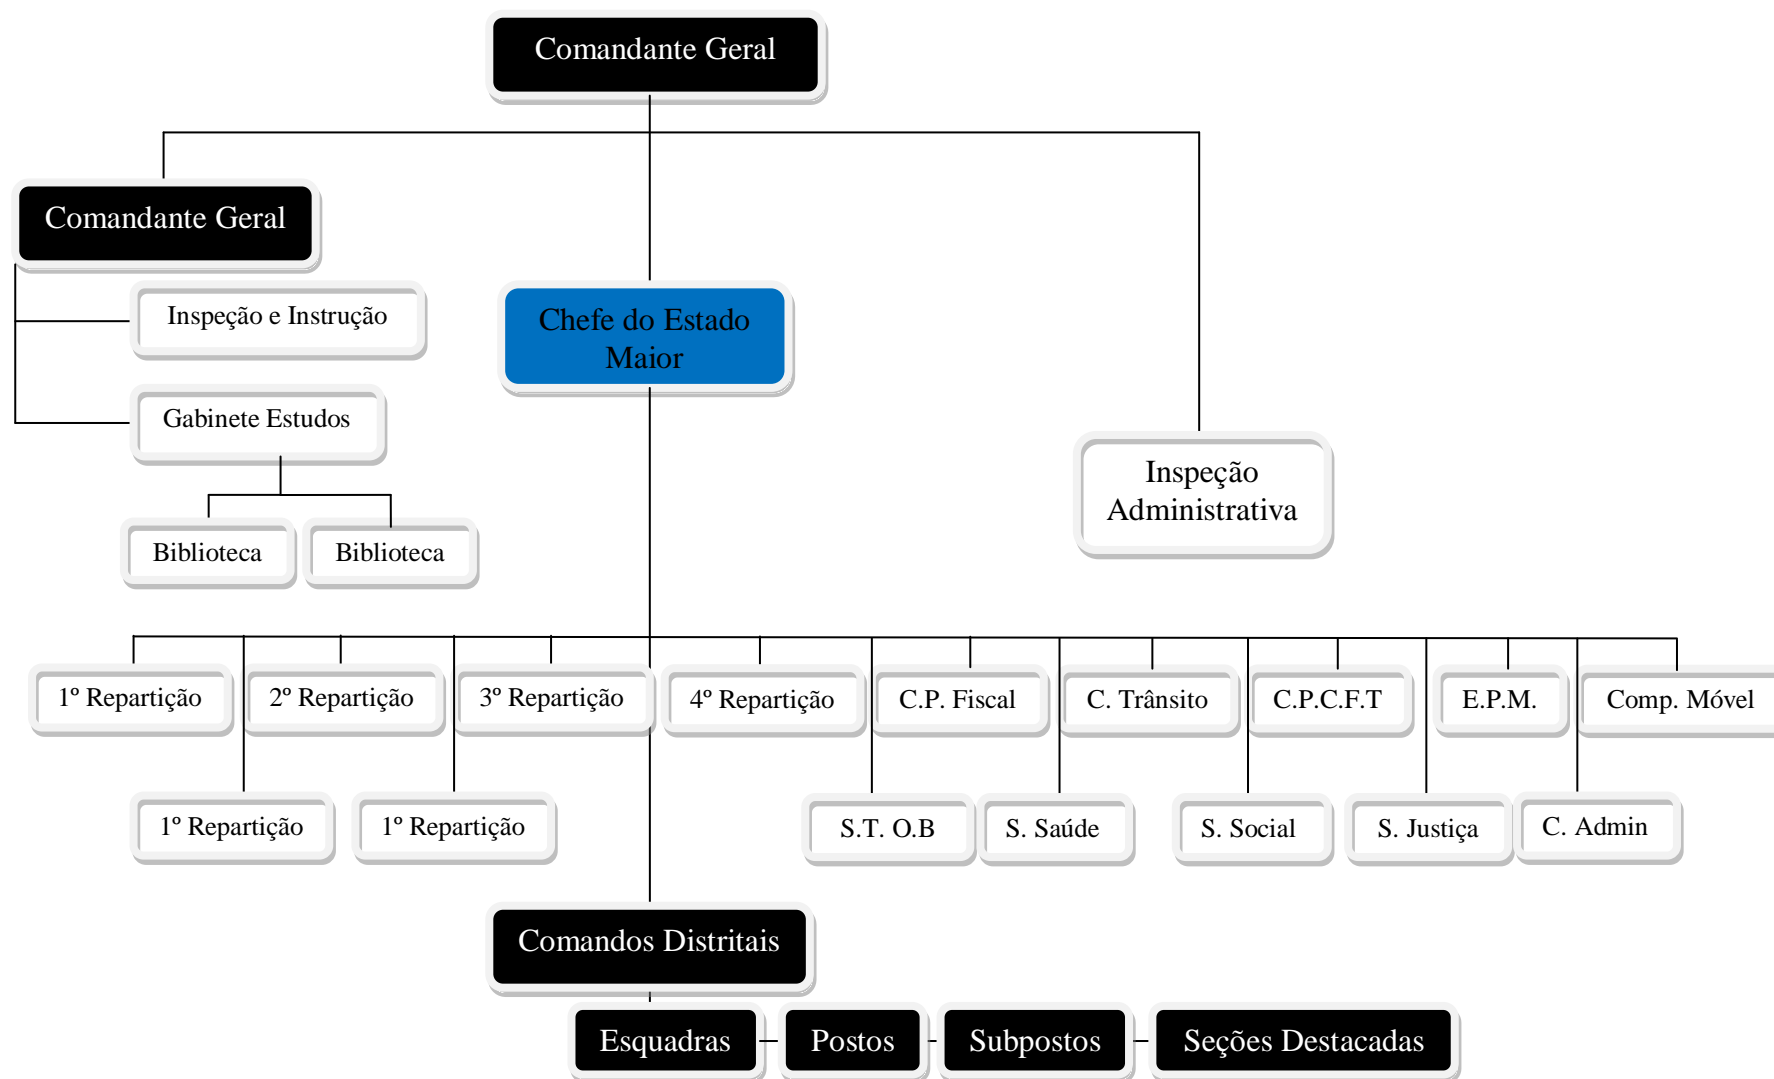 Comandante Geral
Comandante Geral
Inspeção e Instrução
Chefe do Estado
Maior
Gabinete Estudos
Inspeção
Administrativa
Biblioteca
Biblioteca
1º Repartição
2º Repartição
3º Repartição
4º Repartição
C.P. Fiscal
C. Trânsito
C.P.C.F.T
E.P.M.
Comp. Móvel
1º Repartição
1º Repartição
S.T. O.B
S. Saúde
S. Social
S. Justiça
C. Admin
Comandos Distritais
Esquadras
Postos
Subpostos
Seções Destacadas